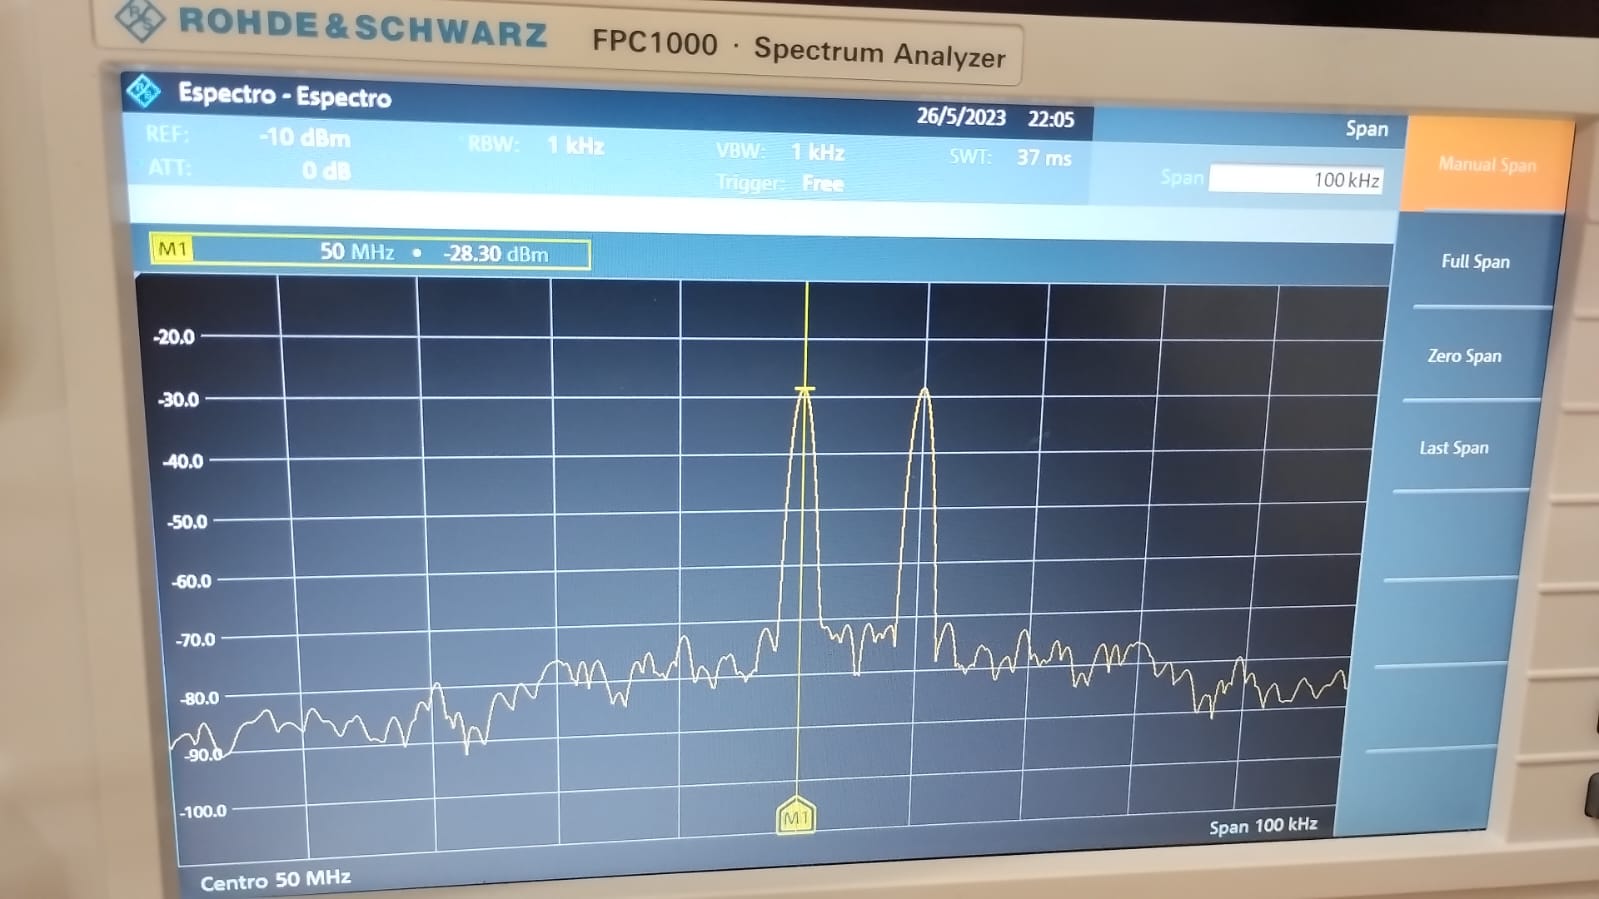 ROHDE & SCHWARZ FPC1000 · Spectrum Analyzer
Espectro - Espectro 26/5/2023 22:05 Span Manual Span
REF: -10 dBm RBW: 1 kHz VBW: 1 kHz SWT: 37 ms Span 100 kHz
ATT: 0 dB Trigger: Free
M1 50 MHz • -28.30 dBm
Full Span
Zero Span
Last Span
-20.0
-30.0
-40.0
-50.0
-60.0
-70.0
-80.0
-90.0
-100.0
M1
Centro 50 MHz Span 100 kHz